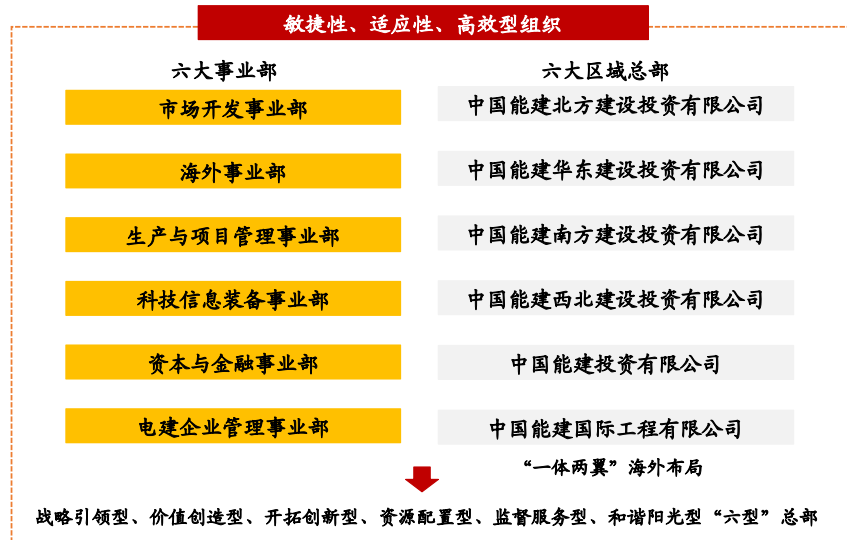 敏捷性、适应性、高效型组织
六大事业部
六大区域总部
市场开发事业部
中国能建北方建设投资有限公司
海外事业部
中国能建华东建设投资有限公司
生产与项目管理事业部
中国能建南方建设投资有限公司
科技信息装备事业部
中国能建西北建设投资有限公司
资本与金融事业部
中国能建投资有限公司
电建企业管理事业部
中国能建国际工程有限公司
“一体两翼”海外布局
战略引领型、价值创造型、开拓创新型、资源配置型、监督服务型、和谐阳光型“六型”总部